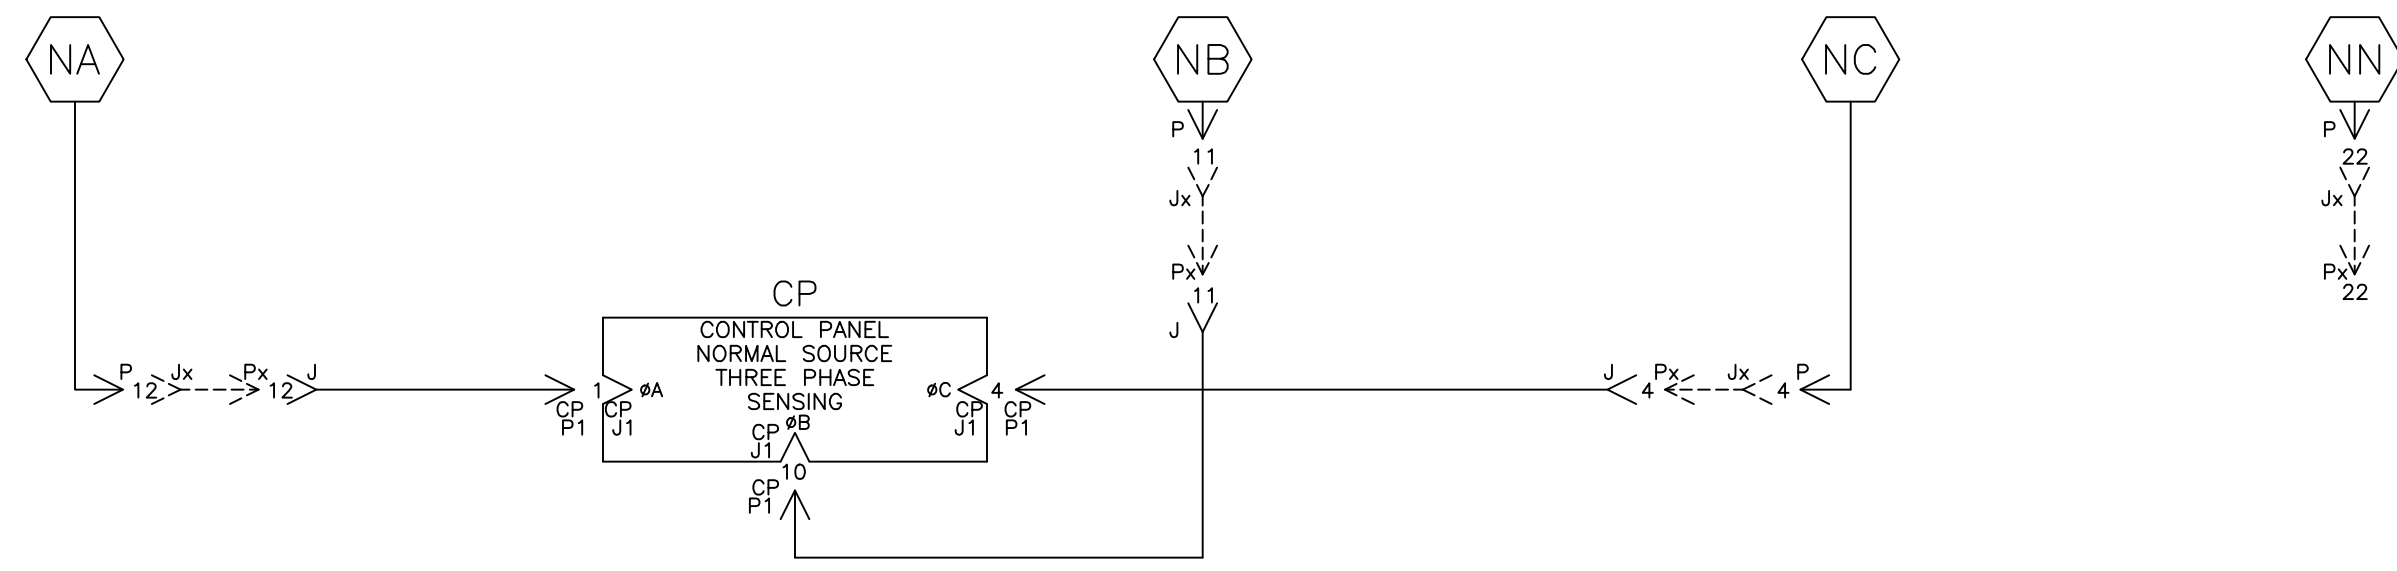 NA
NB
NC
NN
P
P
11
22
Jx
Jx
Px
Px
11
22
CP
J
CONTROL PANEL
NORMAL SOURCE
THREE PHASE
SENSING
P
12
Jx
Px
12
J
1
øA
øC
4
J
4
Px
Jx
4
P
CP
P1
CP
J1
CP
J1
CP
P1
øB
CP
J1
10
CP
P1